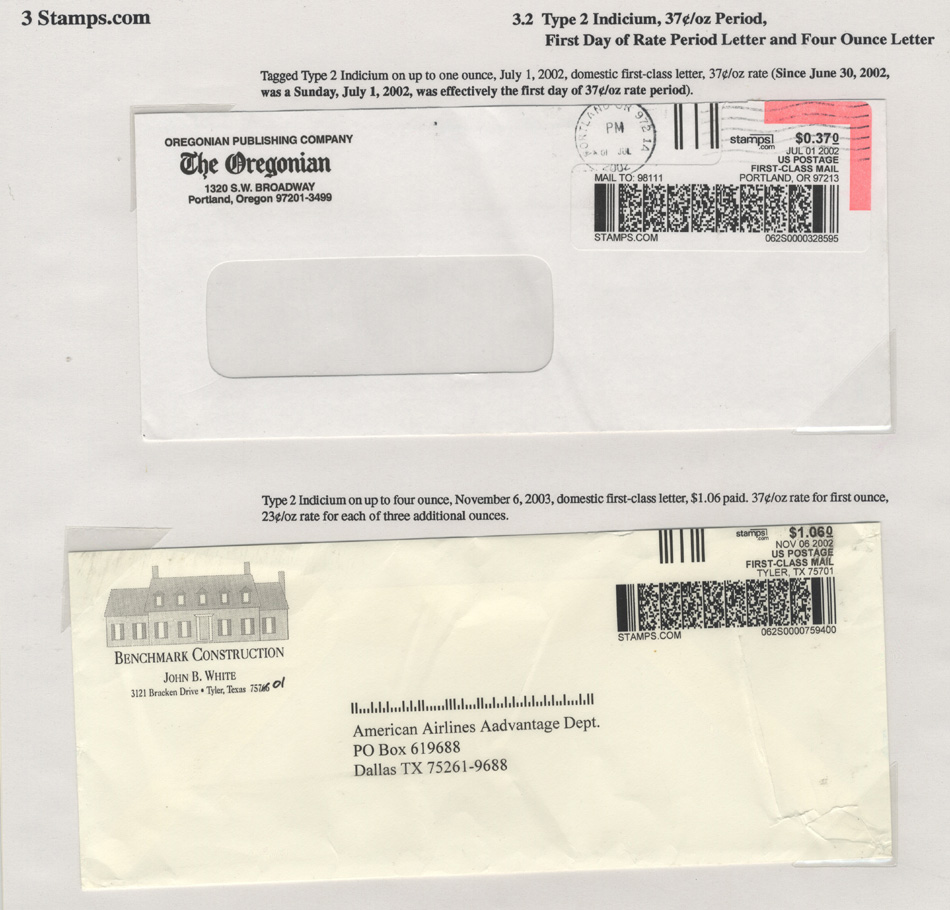 3 Stamps.com
3.2 Type 2 Indicium, 37¢/oz Period,
First Day of Rate Period Letter and Four Ounce Letter
Tagged Type 2 Indicium on up to one ounce, July 1, 2002, domestic first-class letter, 37¢/oz rate (Since June 30, 2002,
was a Sunday, July 1, 2002, was effectively the first day of 37¢/oz rate period).
OREGONIAN PUBLISHING COMPANY
The Oregonian
1320 S.W. BROADWAY
Portland, Oregon 97201-3499
PORTLAND OR 972 1A
PM
01 JUL
2002
stamps.com
$0.370
JUL 01 2002
US POSTAGE
FIRST-CLASS MAIL
MAIL TO: 98111 PORTLAND, OR 97213
STAMPS.COM 062S0000328595
Type 2 Indicium on up to four ounce, November 6, 2003, domestic first-class letter, $1.06 paid. 37¢/oz rate for first ounce,
23¢/oz rate for each of three additional ounces.
stamps.com
$1.060
NOV 06 2002
US POSTAGE
FIRST-CLASS MAIL
TYLER, TX 75701
STAMPS.COM 062S0000759400
BENCHMARK CONSTRUCTION
JOHN B. WHITE
3121 Bracken Drive • Tyler, Texas 757 01
American Airlines Aadvantage Dept.
PO Box 619688
Dallas TX 75261-9688